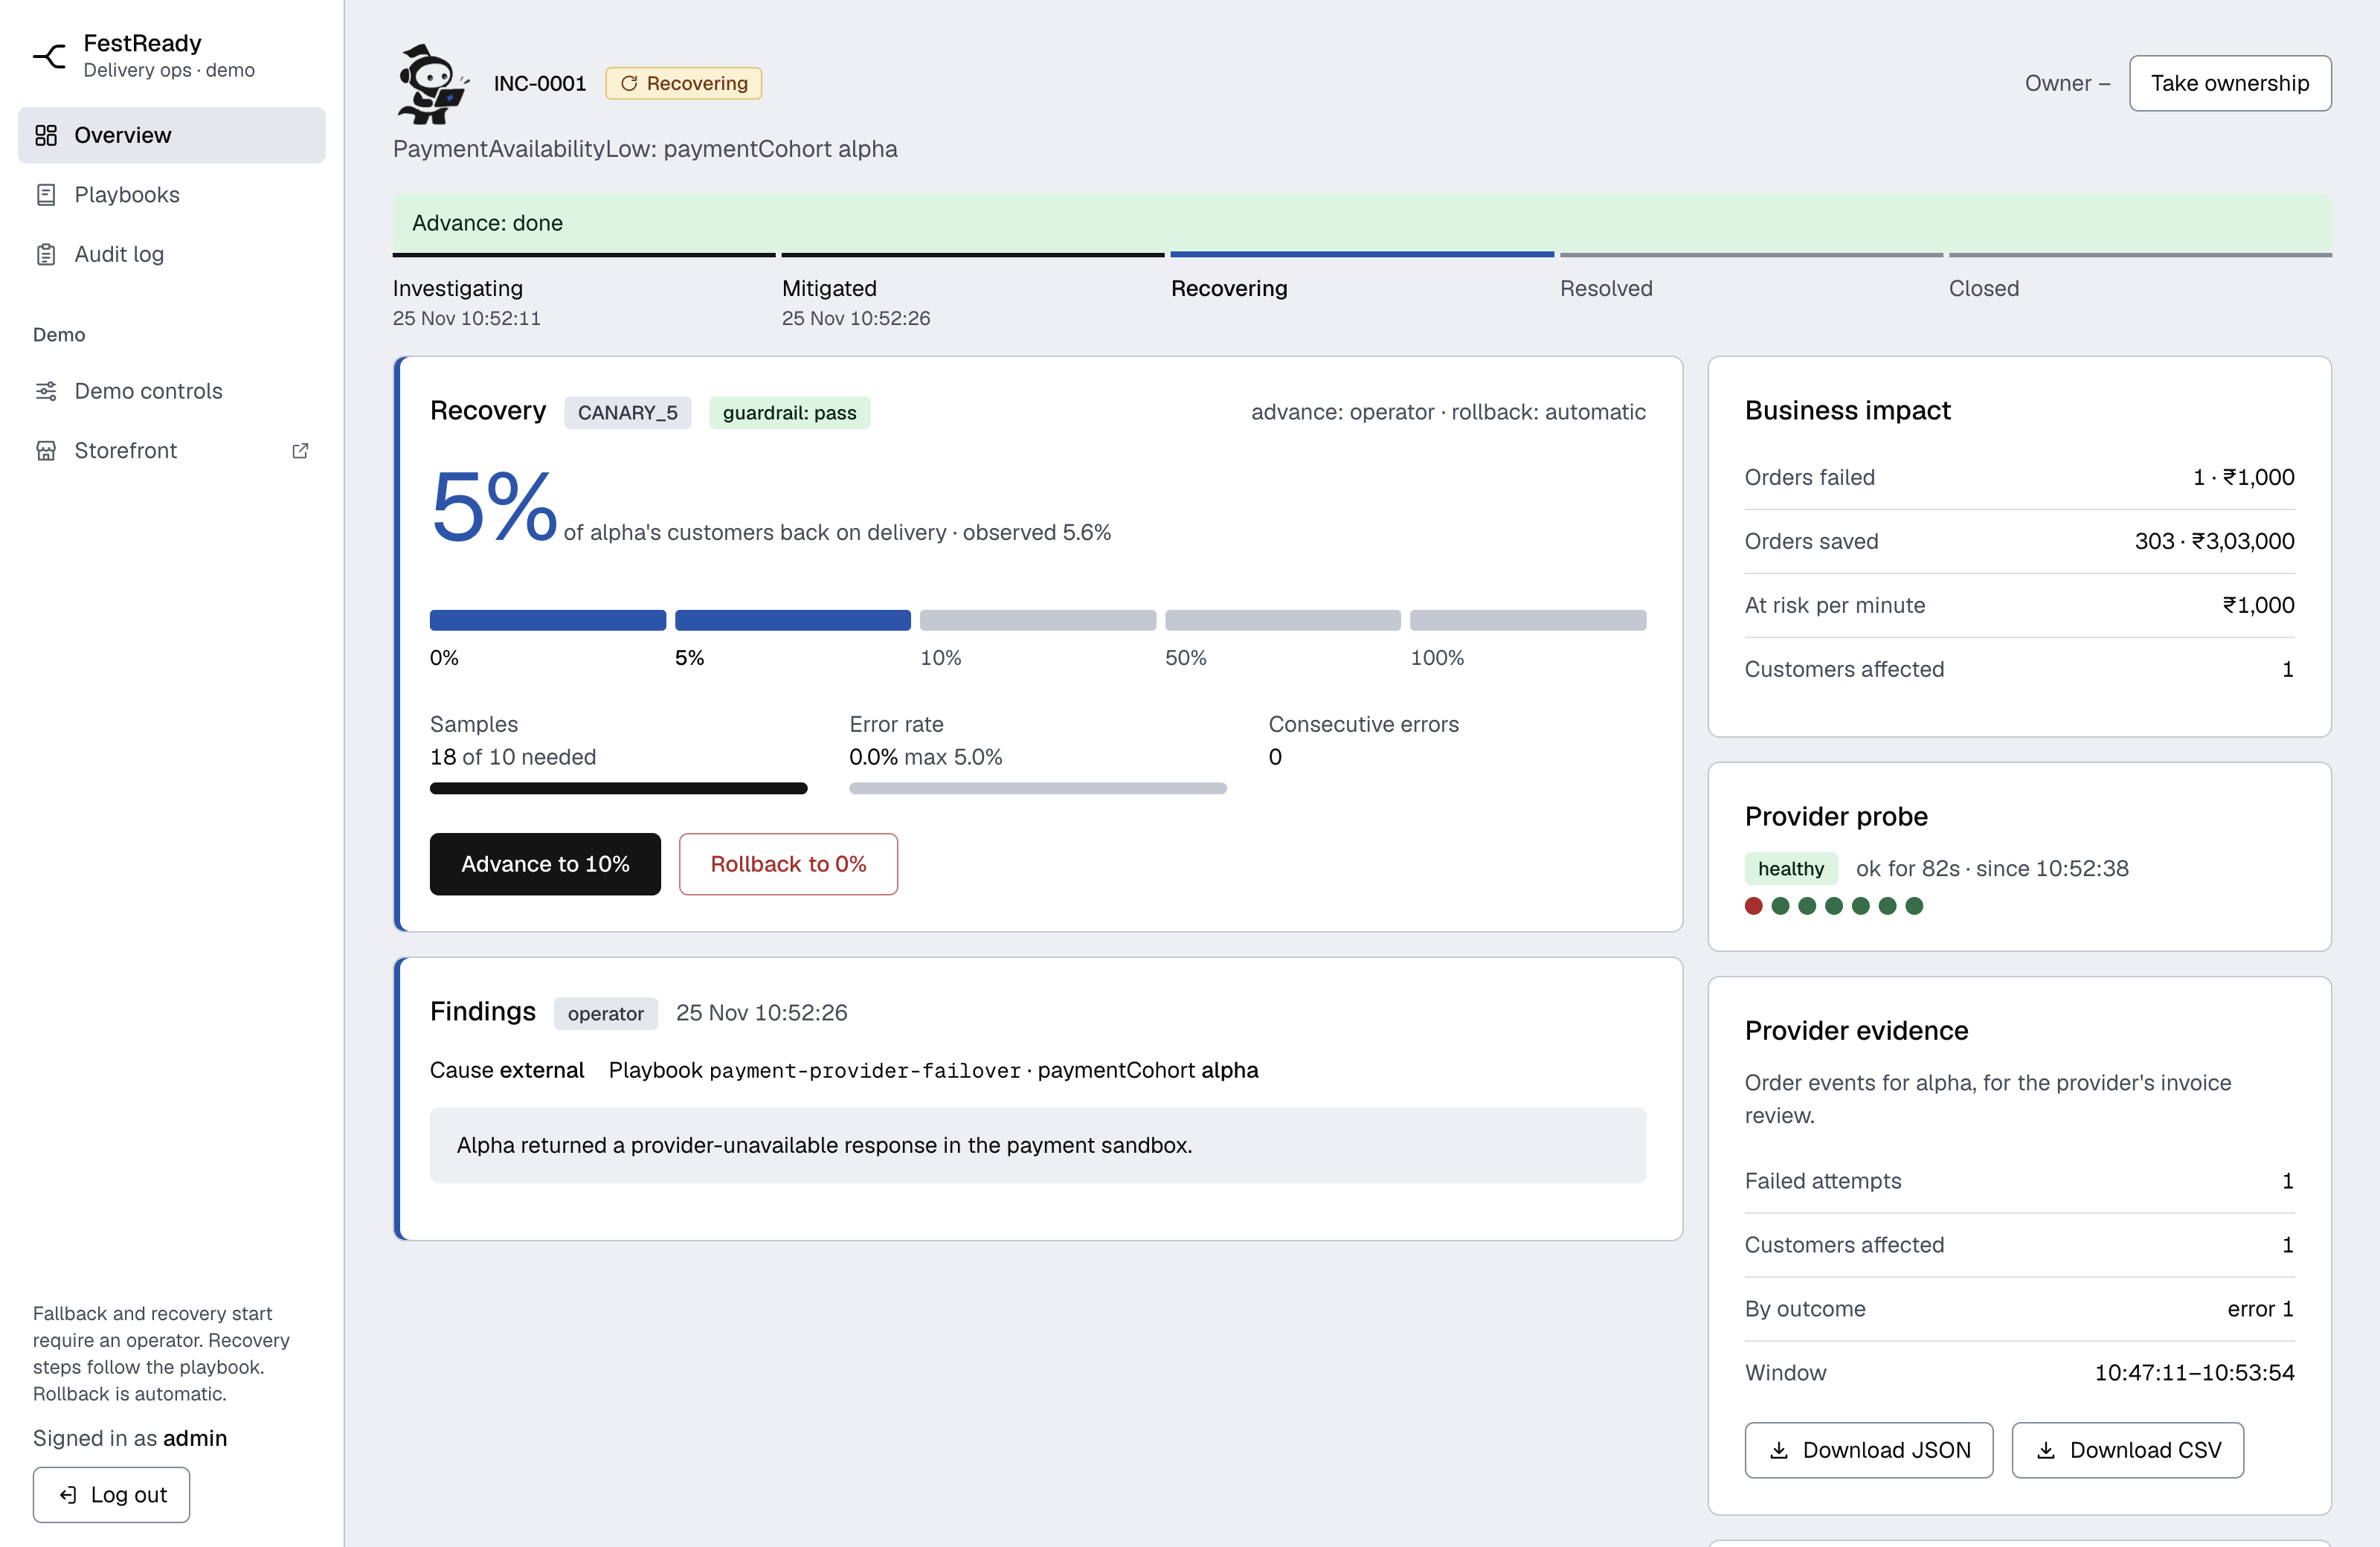 FestReady
Delivery ops · demo
Overview
Playbooks
Audit log
Demo
Demo controls
Storefront
Fallback and recovery start
require an operator. Recovery
steps follow the playbook.
Rollback is automatic.
Signed in as admin
Log out
INC-0001
Recovering
Owner –
Take ownership
PaymentAvailabilityLow: paymentCohort alpha
Advance: done
Investigating
25 Nov 10:52:11
Mitigated
25 Nov 10:52:26
Recovering
Resolved
Closed
Recovery
CANARY_5
guardrail: pass
advance: operator · rollback: automatic
5% of alpha's customers back on delivery · observed 5.6%
0%
5%
10%
50%
100%
Samples
18 of 10 needed
Error rate
0.0% max 5.0%
Consecutive errors
0
Advance to 10%
Rollback to 0%
Findings
operator
25 Nov 10:52:26
Cause external Playbook payment-provider-failover · paymentCohort alpha
Alpha returned a provider-unavailable response in the payment sandbox.
Business impact
Orders failed 1 · ₹1,000
Orders saved 303 · ₹3,03,000
At risk per minute ₹1,000
Customers affected 1
Provider probe
healthy ok for 82s · since 10:52:38
Provider evidence
Order events for alpha, for the provider's invoice
review.
Failed attempts 1
Customers affected 1
By outcome error 1
Window 10:47:11–10:53:54
Download JSON
Download CSV